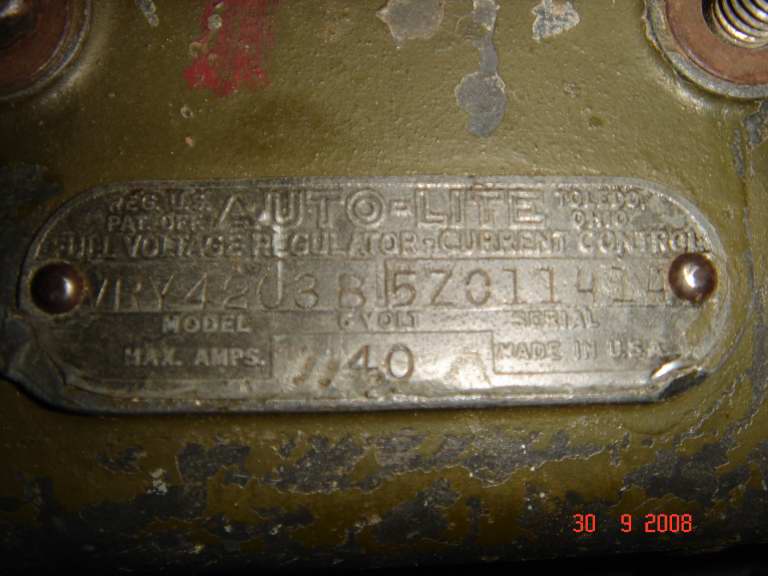 REG. U.S. PAT. OFF. AUTO-LITE TOLEDO, OHIO
FULL VOLTAGE REGULATOR-CURRENT CONTROL
VRY4203B 5Z01141A
MODEL 6 VOLT SERIAL
MAX. AMPS. 40 MADE IN U.S.A.
30 9 2008